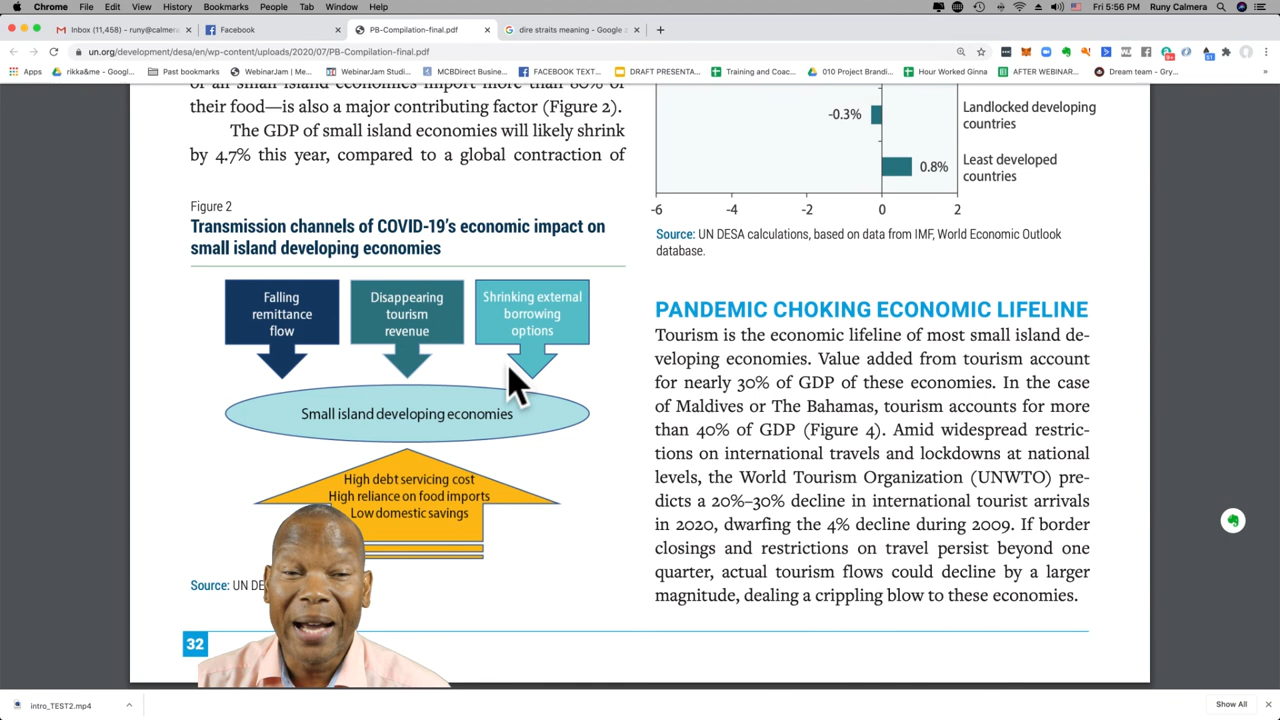 Chrome File Edit View History Bookmarks People Tab Window Help
Fri 5:56 PM Runy Calmera
Inbox (11,458) - runy@calmera
Facebook
PB-Compilation-final.pdf
dire straits meaning - Google
un.org/development/desa/en/wp-content/uploads/2020/07/PB-Compilation-final.pdf
Apps
rikka&me - Googl...
Past bookmarks
WebinarJam | Me...
WebinarJam Studi...
MCBDirect Busine...
FACEBOOK TEXT...
DRAFT PRESENTA...
Training and Coac...
010 Project Brandi...
Hour Worked Ginna
AFTER WEBINAR...
Dream team - Gry...
of all small island economies import more than 80% of
their food—is also a major contributing factor (Figure 2).
The GDP of small island economies will likely shrink
by 4.7% this year, compared to a global contraction of
Figure 2
Transmission channels of COVID-19's economic impact on
small island developing economies
Falling
remittance
flow
Disappearing
tourism
revenue
Shrinking external
borrowing
options
Small island developing economies
High debt servicing cost
High reliance on food imports
Low domestic savings
Source: UN DE
32
-0.3%
Landlocked developing
countries
0.8%
Least developed
countries
-6 -4 -2 0 2
Source: UN DESA calculations, based on data from IMF, World Economic Outlook
database.
PANDEMIC CHOKING ECONOMIC LIFELINE
Tourism is the economic lifeline of most small island de-
veloping economies. Value added from tourism account
for nearly 30% of GDP of these economies. In the case
of Maldives or The Bahamas, tourism accounts for more
than 40% of GDP (Figure 4). Amid widespread restric-
tions on international travels and lockdowns at national
levels, the World Tourism Organization (UNWTO) pre-
dicts a 20%–30% decline in international tourist arrivals
in 2020, dwarfing the 4% decline during 2009. If border
closings and restrictions on travel persist beyond one
quarter, actual tourism flows could decline by a larger
magnitude, dealing a crippling blow to these economies.
intro_TEST2.mp4
Show All